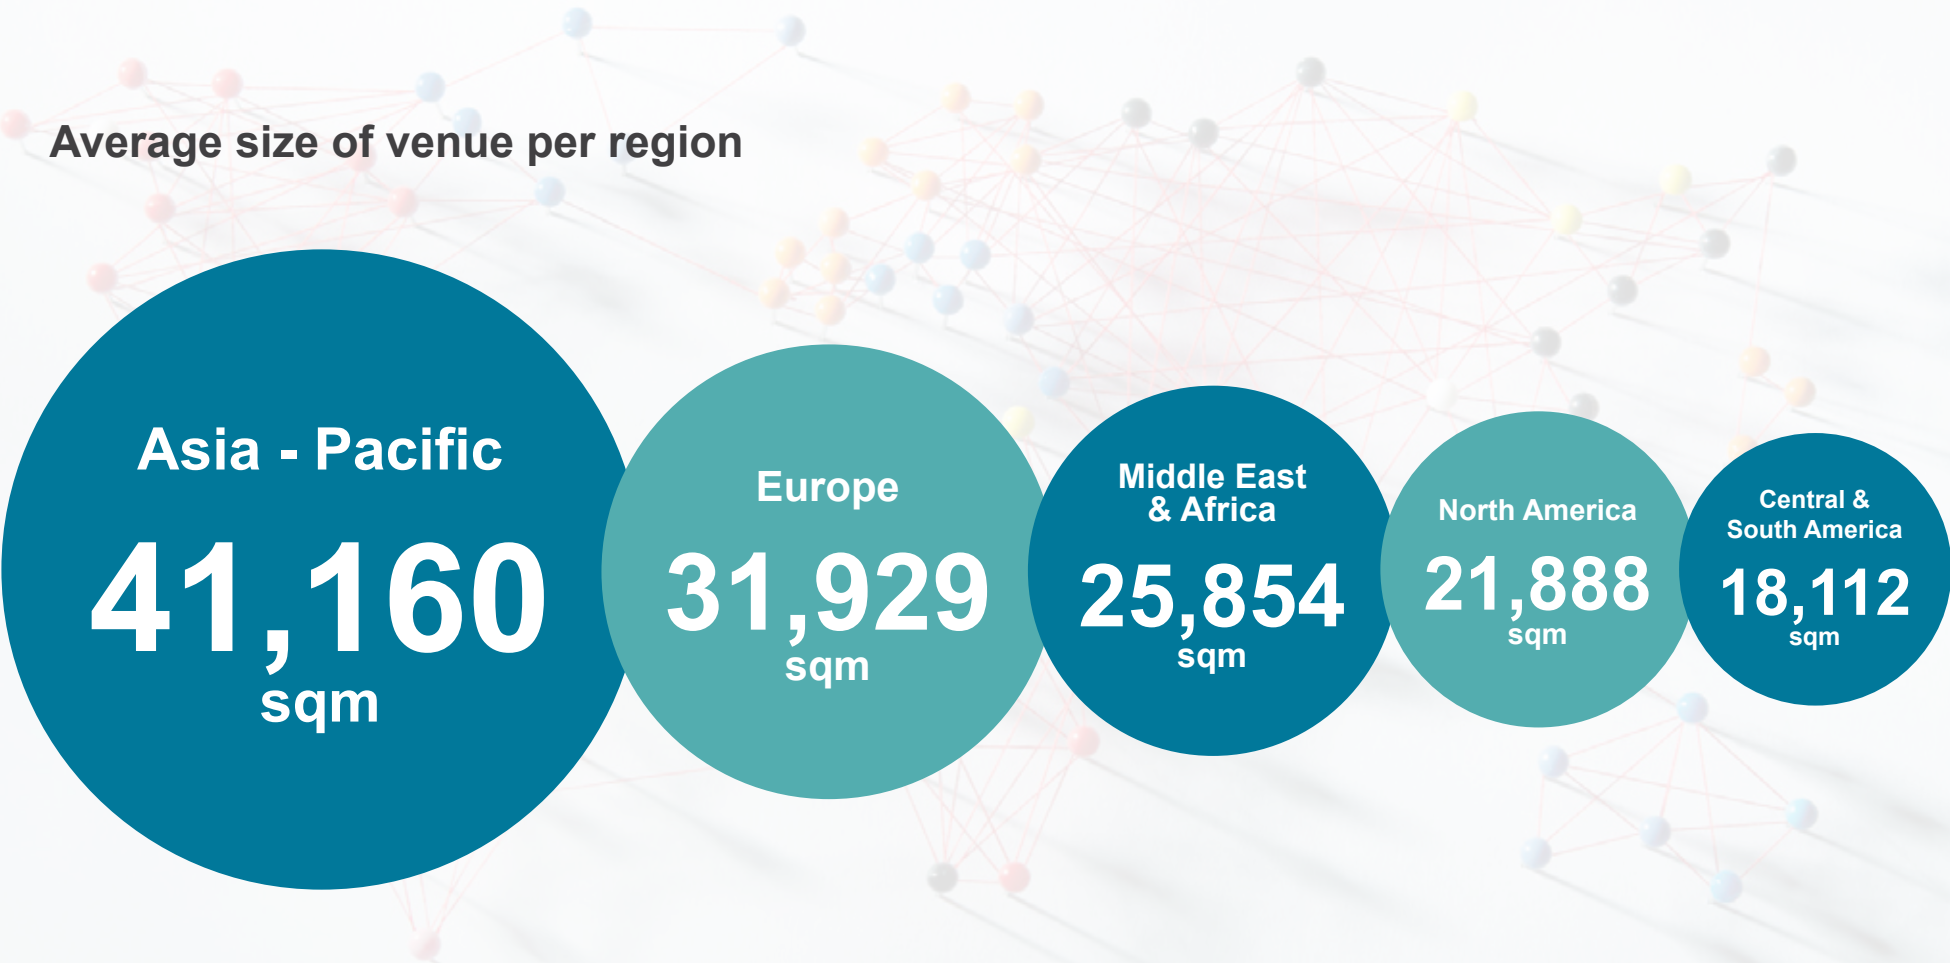 Average size of venue per region
Asia - Pacific
41,160
sqm
Europe
31,929
sqm
Middle East
& Africa
25,854
sqm
North America
21,888
sqm
Central &
South America
18,112
sqm